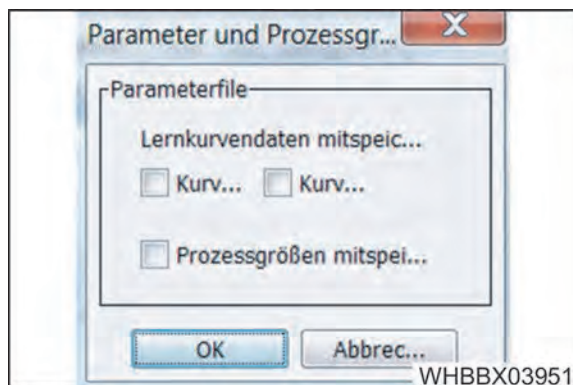 Parameter und Prozessgr...
Parameterfile
Lernkurvendaten mitspeic...
Kurv... Kurv...
Prozessgrößen mitspei...
OK Abbrec...
WHBBX03951